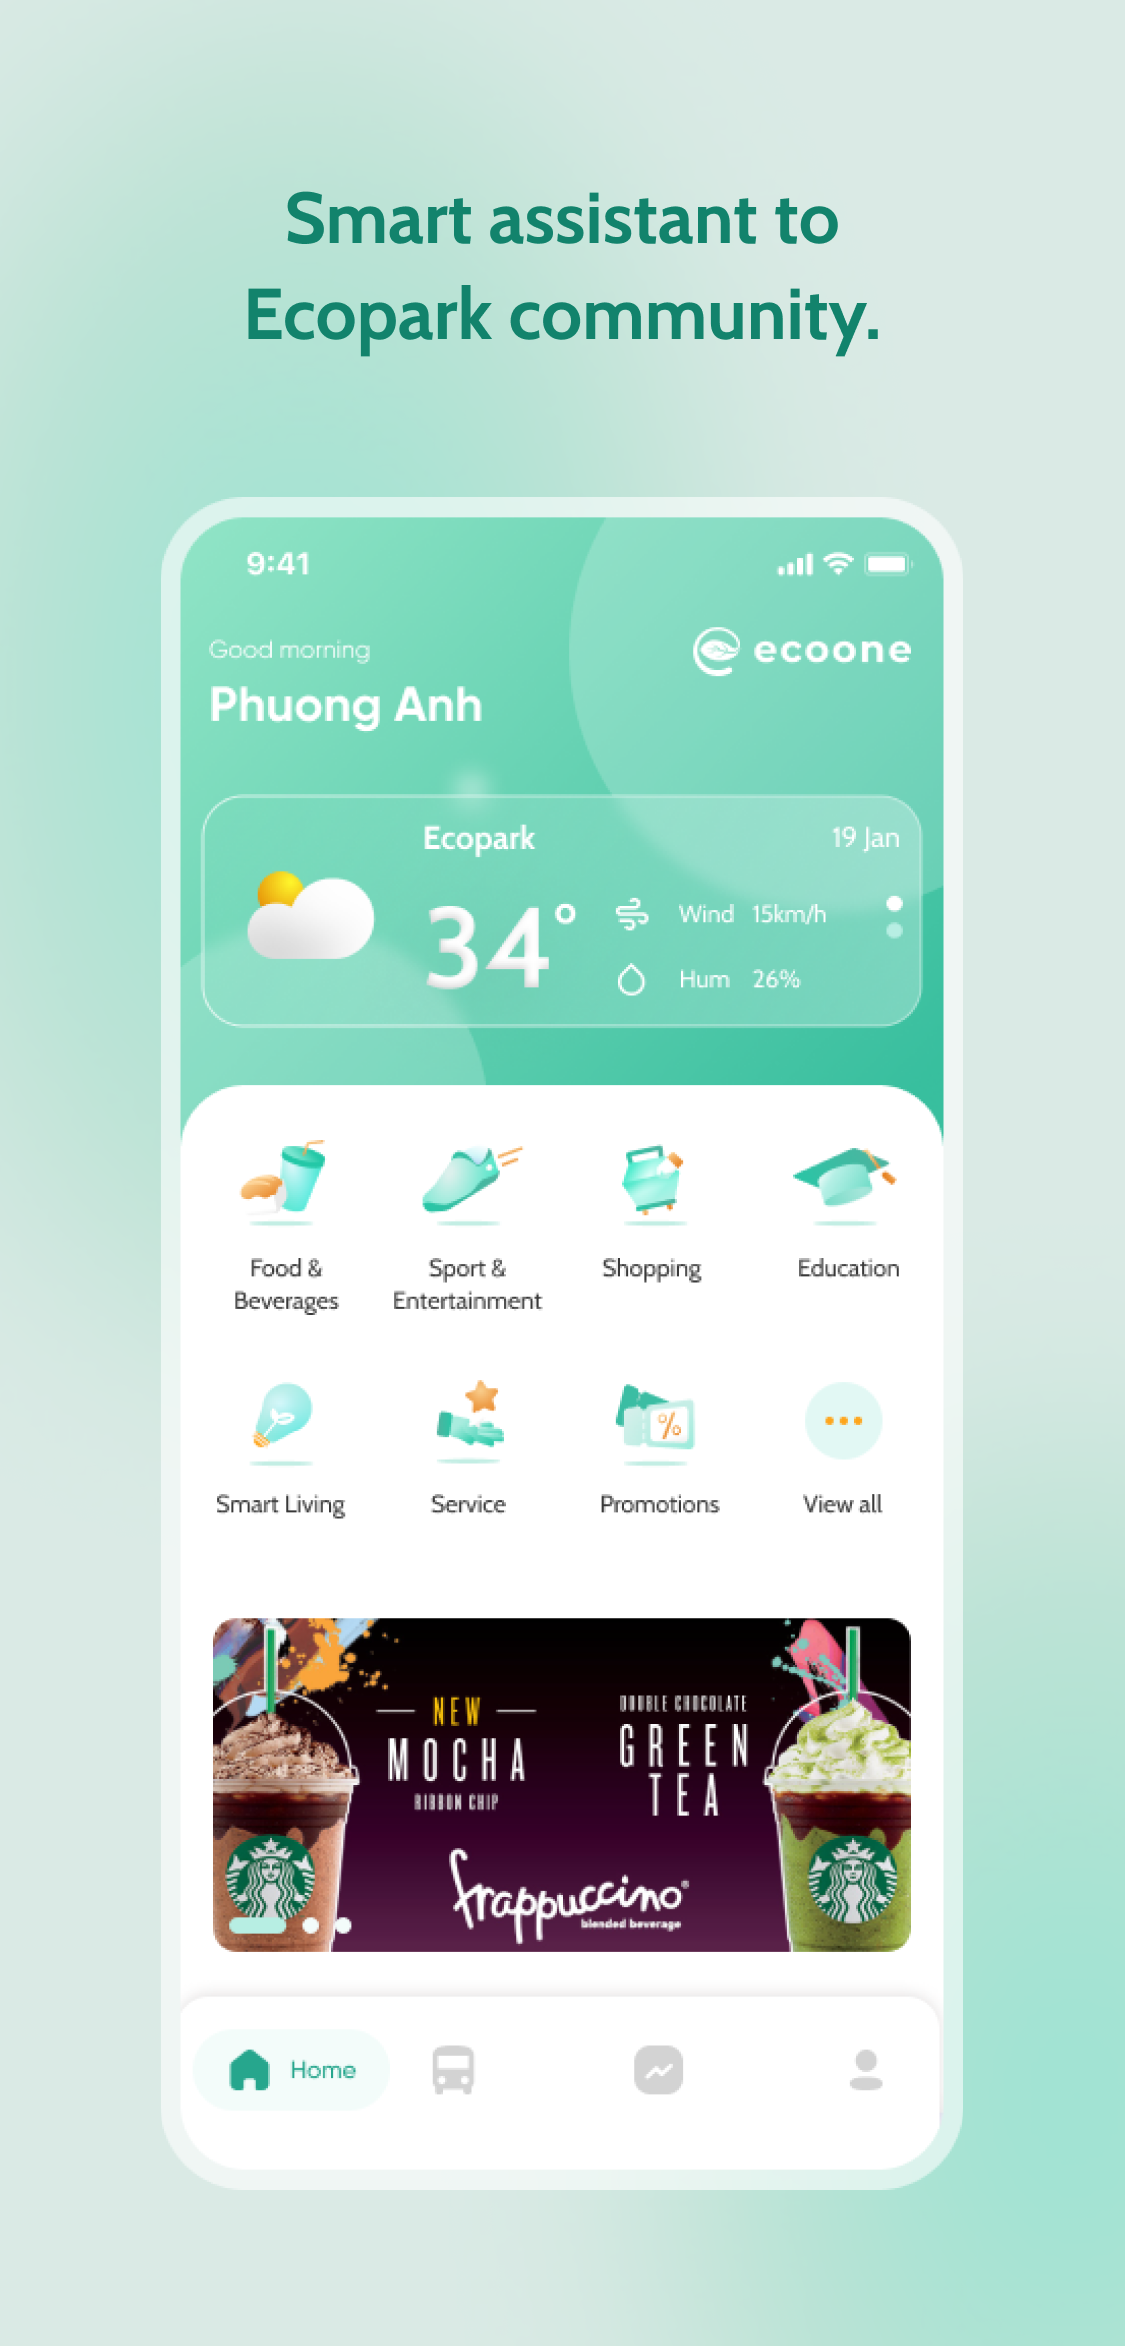 Smart assistant to
Ecopark community.
9:41
Good morning
ecoone
Phuong Anh
Ecopark
19 Jan
34°
Wind 15km/h
Hum 26%
Food &
Beverages
Sport &
Entertainment
Shopping
Education
%
Smart Living
Service
Promotions
View all
NEW
MOCHA
RIBBON CHIP
DOUBLE CHOCOLATE
GREEN
TEA
frappuccino®
blended beverage
Home